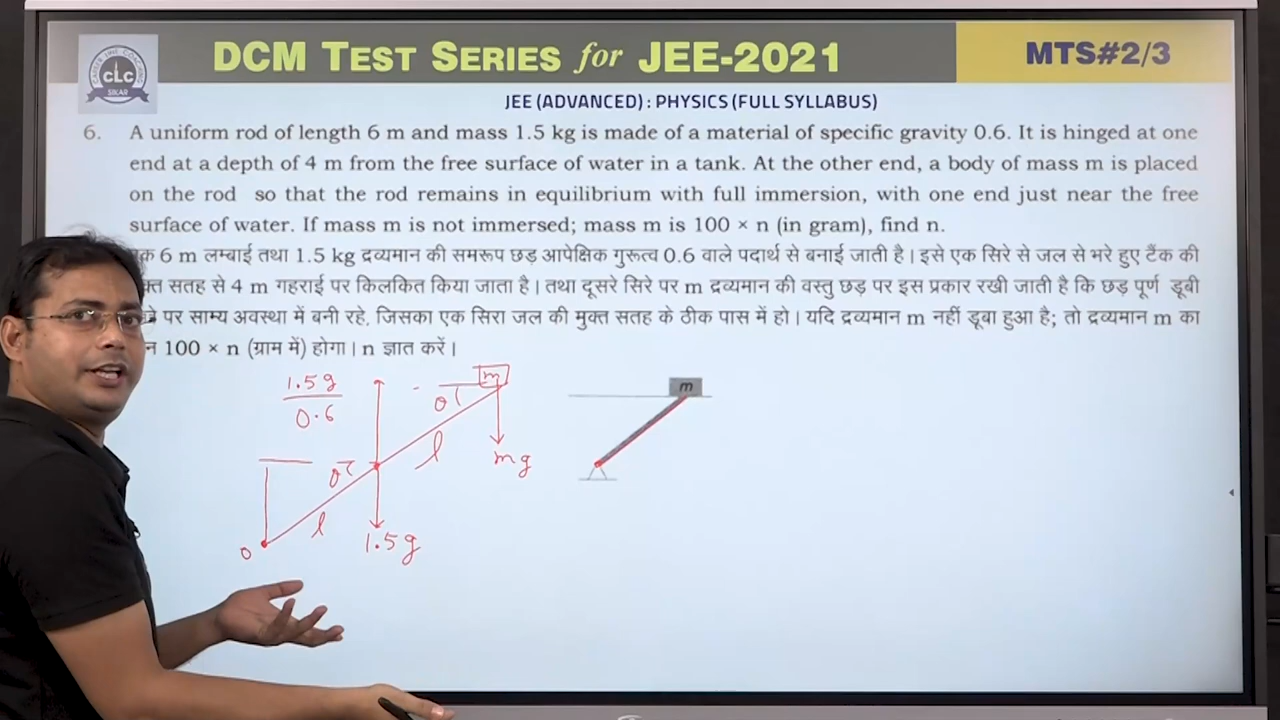 CAREER LINE COACHING
CLC
SIKAR
DCM TEST SERIES for JEE-2021
MTS#2/3
JEE (ADVANCED) : PHYSICS (FULL SYLLABUS)
6. A uniform rod of length 6 m and mass 1.5 kg is made of a material of specific gravity 0.6. It is hinged at one
end at a depth of 4 m from the free surface of water in a tank. At the other end, a body of mass m is placed
on the rod so that the rod remains in equilibrium with full immersion, with one end just near the free
surface of water. If mass m is not immersed; mass m is 100 × n (in gram), find n.
6 m लम्बाई तथा 1.5 kg द्रव्यमान की समरूप छड़ आपेक्षिक गुरूत्व 0.6 वाले पदार्थ से बनाई जाती है। इसे एक सिरे से जल से भरे हुए टैंक की
सतह से 4 m गहराई पर किलकित किया जाता है। तथा दूसरे सिरे पर m द्रव्यमान की वस्तु छड़ पर इस प्रकार रखी जाती है कि छड़ पूर्ण डूबी
पर साम्य अवस्था में बनी रहे, जिसका एक सिरा जल की मुक्त सतह के ठीक पास में हो। यदि द्रव्यमान m नहीं डूबा हुआ है; तो द्रव्यमान m का
100 × n (ग्राम में) होगा। n ज्ञात करें।
1.5 g
0.6
m
θ
m
θ
l
mg
l
0
1.5 g